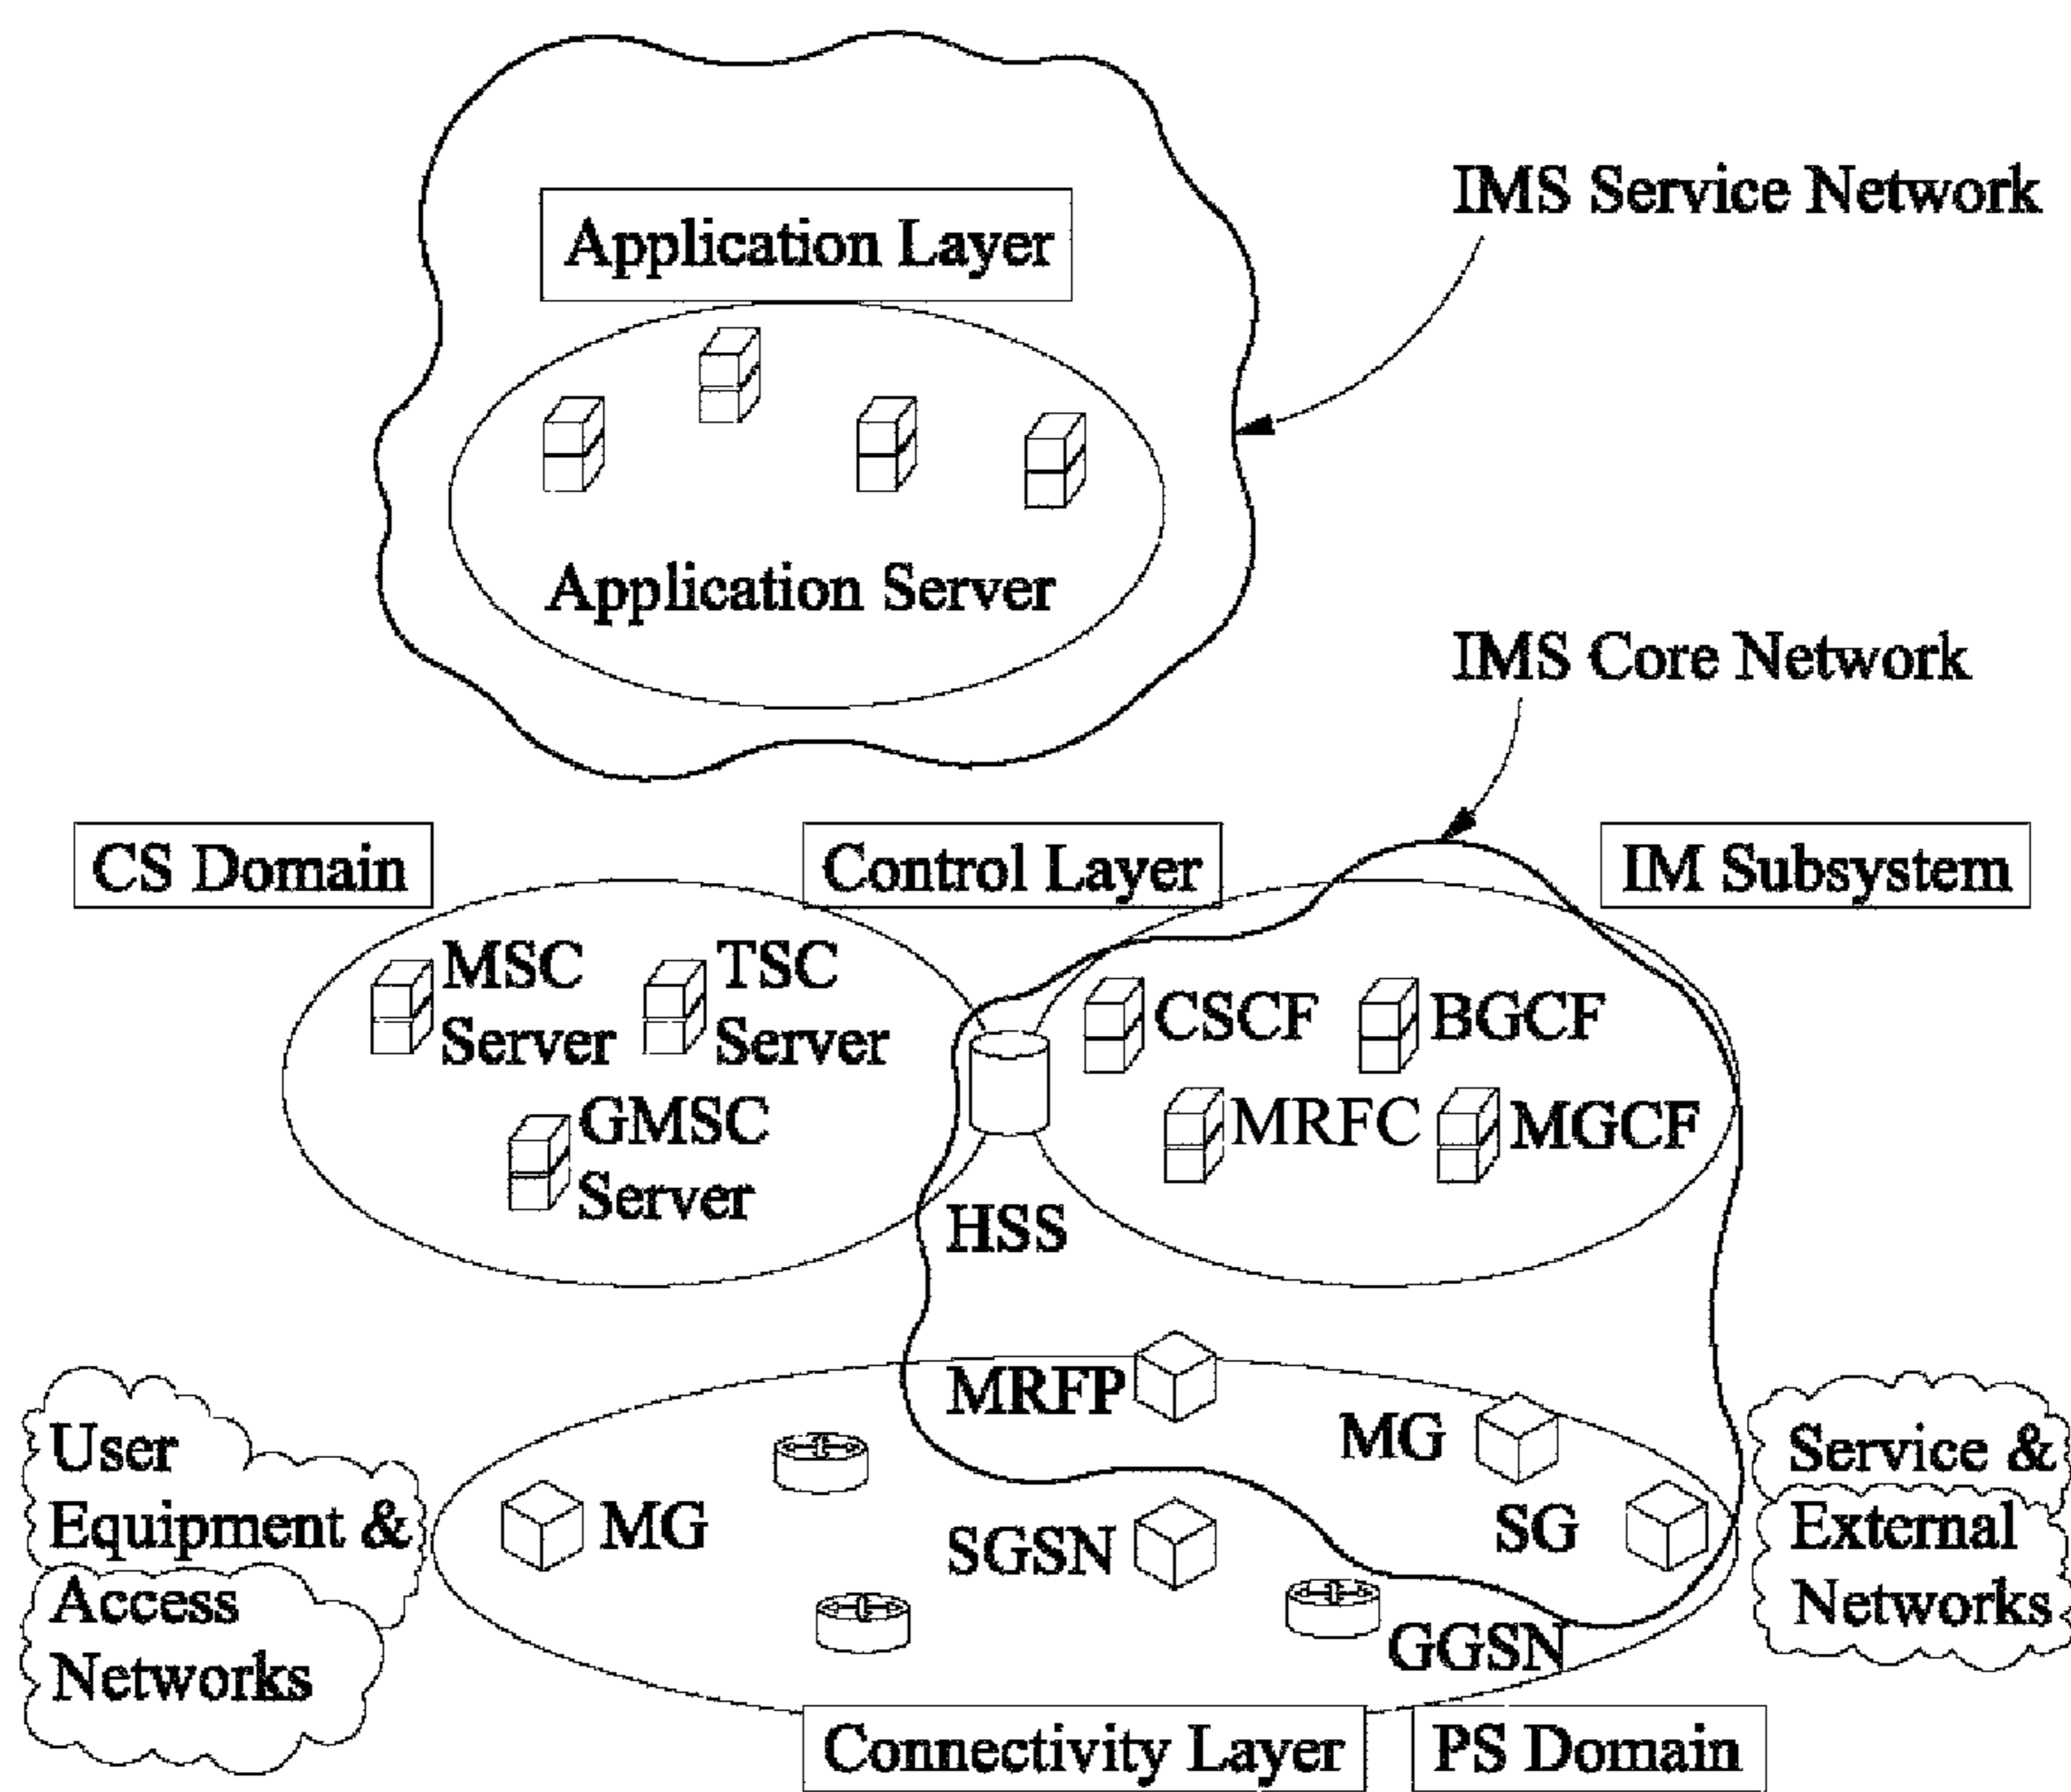 IMS Service Network
Application Layer
Application Server
IMS Core Network
CS Domain
Control Layer
IM Subsystem
MSC
Server
TSC
Server
GMSC
Server
CSCF
BGCF
MRFC
MGCF
HSS
MRFP
MG
SG
MG
SGSN
GGSN
User
Equipment &
Access
Networks
Service &
External
Networks
Connectivity Layer
PS Domain